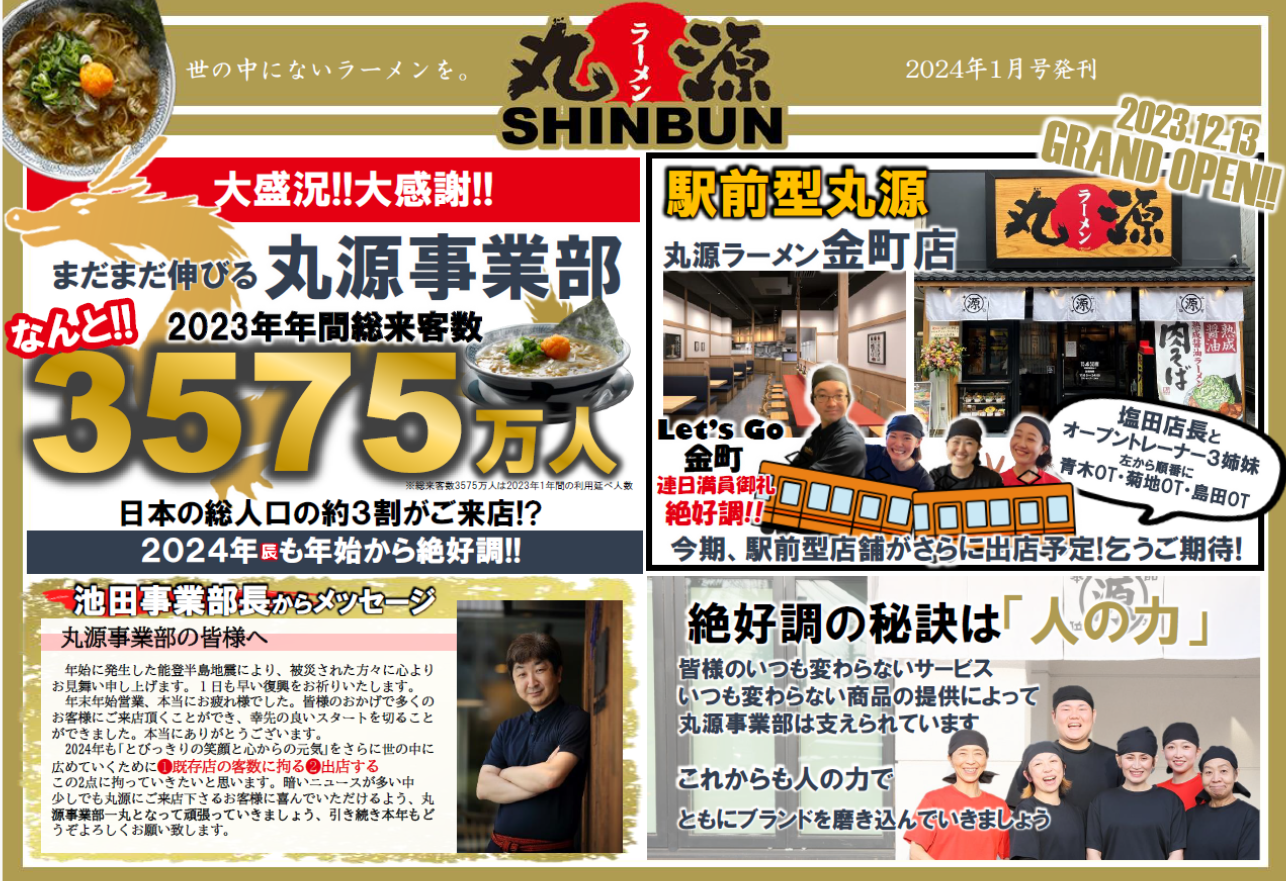 世の中にないラーメンを。
丸源
ラーメン
SHINBUN
2024年1月号発刊
大盛況!!大感謝!!
まだまだ伸びる 丸源事業部
なんと!!
2023年年間総来客数
3575万人
※総来客数3575万人は2023年1年間の利用延べ人数
日本の総人口の約3割がご来店!?
2024年辰も年始から絶好調!!
2023.12.13
GRAND OPEN!!
駅前型丸源
丸源ラーメン 金町店
丸源
ラーメン
源
源
熟成
醤油
肉そば
Let's Go
金町
連日満員御礼
絶好調!!
塩田店長と
オープントレーナー3姉妹
左から順番に
青木OT・菊地OT・島田OT
今期、駅前型店舗がさらに出店予定!乞うご期待!
池田事業部長からメッセージ
丸源事業部の皆様へ
年始に発生した能登半島地震により、被災された方々に心より
お見舞い申し上げます。1日も早い復興をお祈りいたします。
年末年始営業、本当にお疲れ様でした。皆様のおかげで多くの
お客様にご来店頂くことができ、幸先の良いスタートを切ること
ができました。本当にありがとうございます。
2024年も「とびっきりの笑顔と心からの元気」をさらに世の中に
広めていくために❶既存店の客数に拘る❷出店する
この2点に拘っていきたいと思います。暗いニュースが多い中
少しでも丸源にご来店下さるお客様に喜んでいただけるよう、丸
源事業部一丸となって頑張っていきましょう、引き続き本年もど
うぞよろしくお願い致します。
源
絶好調の秘訣は「人の力」
皆様のいつも変わらないサービス
いつも変わらない商品の提供によって
丸源事業部は支えられています
これからも人の力で
ともにブランドを磨き込んでいきましょう